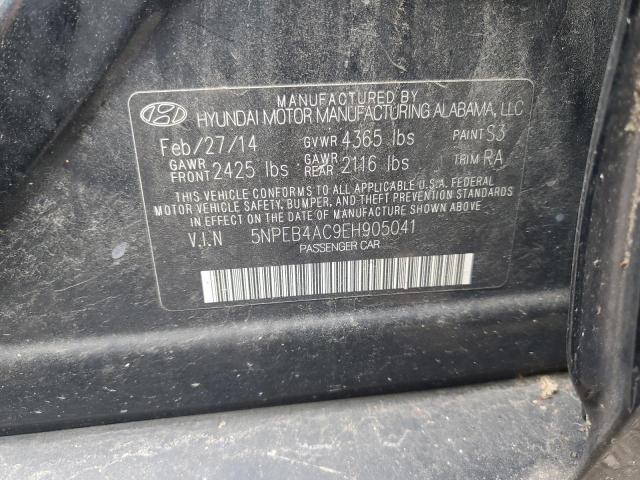 MANUFACTURED BY
HYUNDAI MOTOR MANUFACTURING ALABAMA, LLC
Feb/27/14 GVWR 4365 lbs PAINT S3
GAWR FRONT 2425 lbs GAWR REAR 2116 lbs TRIM RA
THIS VEHICLE CONFORMS TO ALL APPLICABLE U.S.A. FEDERAL
MOTOR VEHICLE SAFETY, BUMPER, AND THEFT PREVENTION STANDARDS
IN EFFECT ON THE DATE OF MANUFACTURE SHOWN ABOVE.
V.I.N 5NPEB4AC9EH905041
PASSENGER CAR